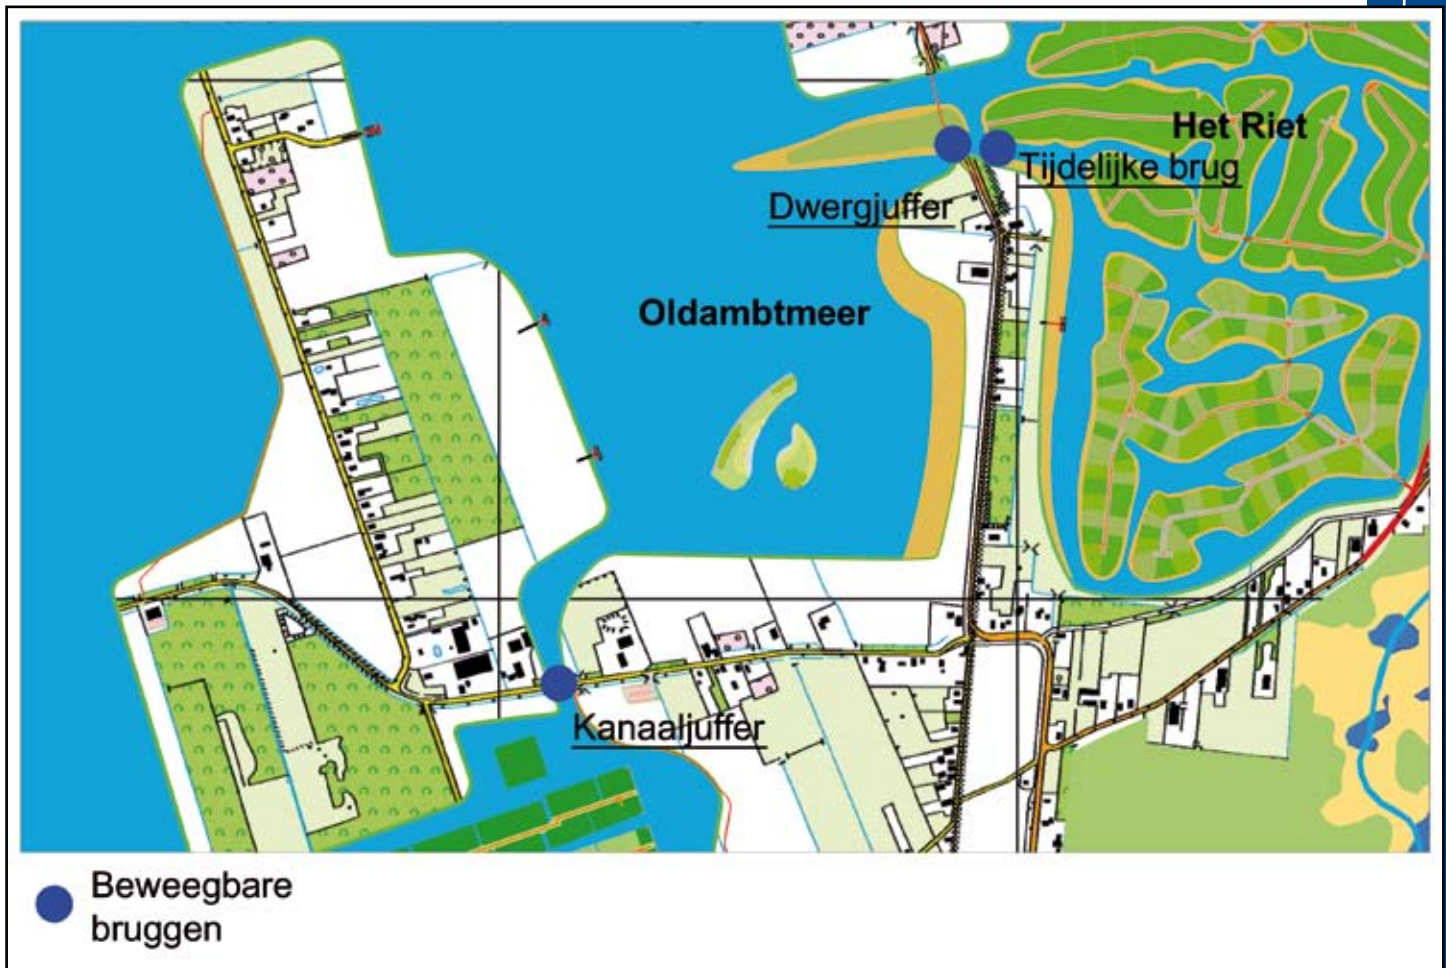 Het Riet
Tijdelijke brug
Dwergjuffer
Oldambtmeer
Kanaaljuffer
Beweegbare
bruggen